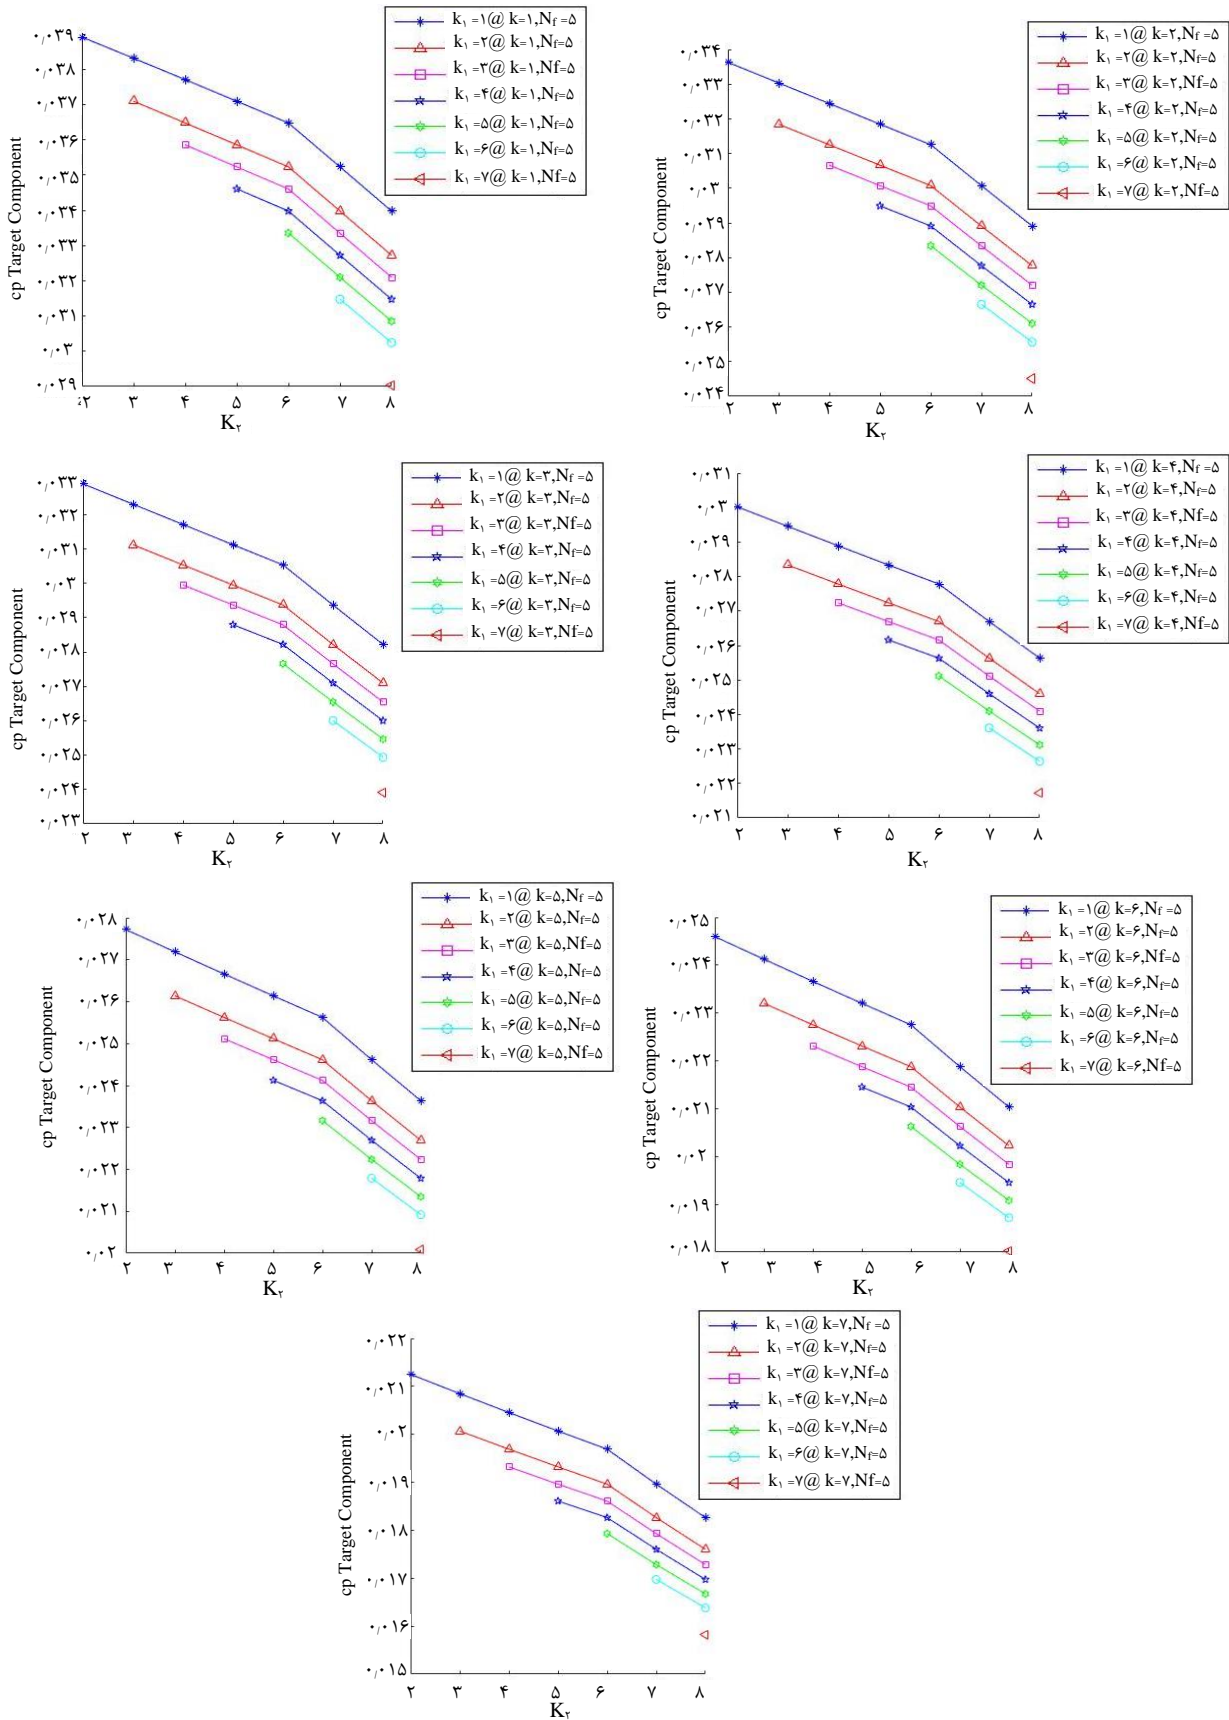 k۱ =۱@ k=۱,Nf =۵
k۱ =۲@ k=۱,Nf=۵
k۱ =۳@ k=۱,Nf=۵
k۱ =۴@ k=۱,Nf=۵
k۱ =۵@ k=۱,Nf=۵
k۱ =۶@ k=۱,Nf=۵
k۱ =۷@ k=۱,Nf=۵
cp Target Component
۰٫۰۳۹
۰٫۰۳۸
۰٫۰۳۷
۰٫۰۳۶
۰٫۰۳۵
۰٫۰۳۴
۰٫۰۳۳
۰٫۰۳۲
۰٫۰۳۱
۰٫۰۳
۰٫۰۲۹
۲ ۳ ۴ ۵ ۶ ۷ ۸
K۲
k۱ =۱@ k=۲,Nf =۵
k۱ =۲@ k=۲,Nf=۵
k۱ =۳@ k=۲,Nf=۵
k۱ =۴@ k=۲,Nf=۵
k۱ =۵@ k=۲,Nf=۵
k۱ =۶@ k=۲,Nf=۵
k۱ =۷@ k=۲,Nf=۵
cp Target Component
۰٫۰۳۴
۰٫۰۳۳
۰٫۰۳۲
۰٫۰۳۱
۰٫۰۳
۰٫۰۲۹
۰٫۰۲۸
۰٫۰۲۷
۰٫۰۲۶
۰٫۰۲۵
۰٫۰۲۴
۲ ۳ ۴ ۵ ۶ ۷ ۸
K۲
k۱ =۱@ k=۳,Nf =۵
k۱ =۲@ k=۳,Nf=۵
k۱ =۳@ k=۳,Nf=۵
k۱ =۴@ k=۳,Nf=۵
k۱ =۵@ k=۳,Nf=۵
k۱ =۶@ k=۳,Nf=۵
k۱ =۷@ k=۳,Nf=۵
cp Target Component
۰٫۰۳۳
۰٫۰۳۲
۰٫۰۳۱
۰٫۰۳
۰٫۰۲۹
۰٫۰۲۸
۰٫۰۲۷
۰٫۰۲۶
۰٫۰۲۵
۰٫۰۲۴
۰٫۰۲۳
۲ ۳ ۴ ۵ ۶ ۷ ۸
K۲
k۱ =۱@ k=۴,Nf =۵
k۱ =۲@ k=۴,Nf=۵
k۱ =۳@ k=۴,Nf=۵
k۱ =۴@ k=۴,Nf=۵
k۱ =۵@ k=۴,Nf=۵
k۱ =۶@ k=۴,Nf=۵
k۱ =۷@ k=۴,Nf=۵
cp Target Component
۰٫۰۳۱
۰٫۰۳
۰٫۰۲۹
۰٫۰۲۸
۰٫۰۲۷
۰٫۰۲۶
۰٫۰۲۵
۰٫۰۲۴
۰٫۰۲۳
۰٫۰۲۲
۰٫۰۲۱
۲ ۳ ۴ ۵ ۶ ۷ ۸
K۲
k۱ =۱@ k=۵,Nf =۵
k۱ =۲@ k=۵,Nf=۵
k۱ =۳@ k=۵,Nf=۵
k۱ =۴@ k=۵,Nf=۵
k۱ =۵@ k=۵,Nf=۵
k۱ =۶@ k=۵,Nf=۵
k۱ =۷@ k=۵,Nf=۵
cp Target Component
۰٫۰۲۸
۰٫۰۲۷
۰٫۰۲۶
۰٫۰۲۵
۰٫۰۲۴
۰٫۰۲۳
۰٫۰۲۲
۰٫۰۲۱
۰٫۰۲
۲ ۳ ۴ ۵ ۶ ۷ ۸
K۲
k۱ =۱@ k=۶,Nf =۵
k۱ =۲@ k=۶,Nf=۵
k۱ =۳@ k=۶,Nf=۵
k۱ =۴@ k=۶,Nf=۵
k۱ =۵@ k=۶,Nf=۵
k۱ =۶@ k=۶,Nf=۵
k۱ =۷@ k=۶,Nf=۵
cp Target Component
۰٫۰۲۵
۰٫۰۲۴
۰٫۰۲۳
۰٫۰۲۲
۰٫۰۲۱
۰٫۰۲
۰٫۰۱۹
۰٫۰۱۸
۲ ۳ ۴ ۵ ۶ ۷ ۸
K۲
k۱ =۱@ k=۷,Nf =۵
k۱ =۲@ k=۷,Nf=۵
k۱ =۳@ k=۷,Nf=۵
k۱ =۴@ k=۷,Nf=۵
k۱ =۵@ k=۷,Nf=۵
k۱ =۶@ k=۷,Nf=۵
k۱ =۷@ k=۷,Nf=۵
cp Target Component
۰٫۰۲۲
۰٫۰۲۱
۰٫۰۲
۰٫۰۱۹
۰٫۰۱۸
۰٫۰۱۷
۰٫۰۱۶
۰٫۰۱۵
۲ ۳ ۴ ۵ ۶ ۷ ۸
K۲